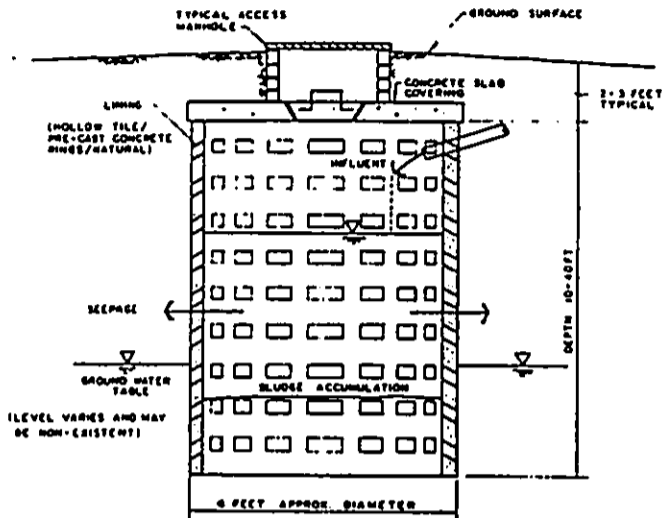 TYPICAL ACCESS
MANHOLE
GROUND SURFACE
CONCRETE SLAB
COVERING
2-3 FEET
TYPICAL
LINING
(HOLLOW TILE/
PRE-CAST CONCRETE
RINGS/NATURAL)
INFLUENT
SEEPAGE
DEPTH 10-40FT
GROUND WATER
TABLE
SLUDGE ACCUMULATION
(LEVEL VARIES AND MAY
BE NON-EXISTENT)
6 FEET APPROX. DIAMETER